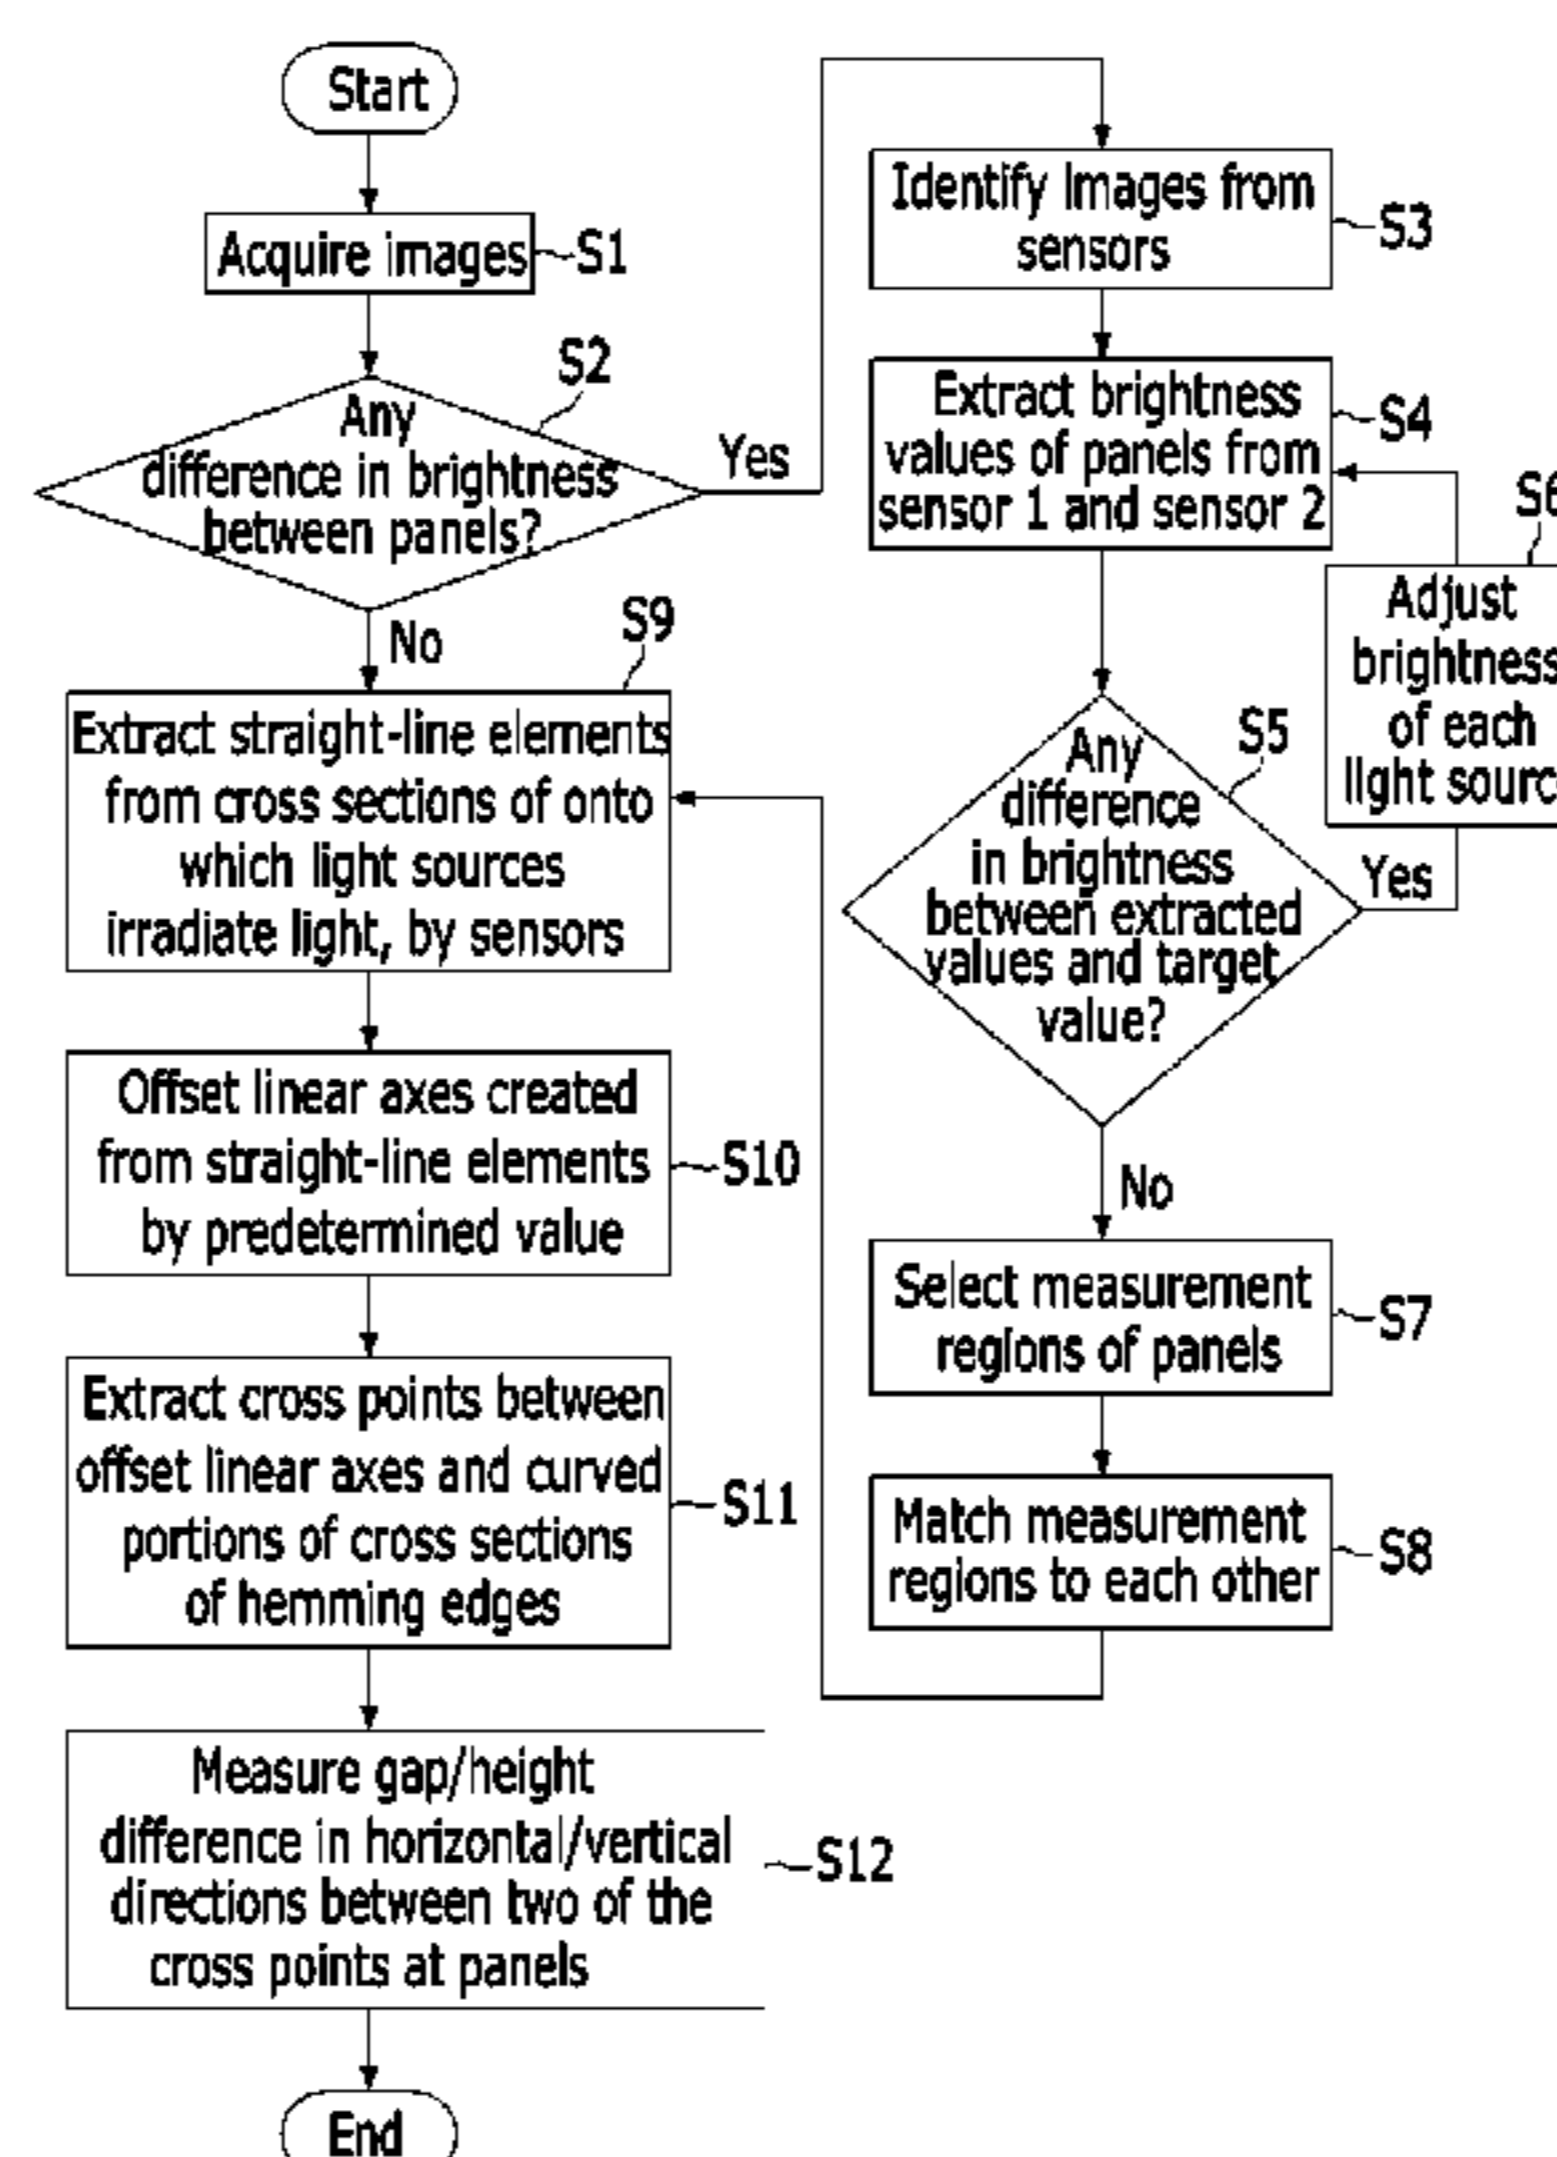 Start
Acquire images
S1
S2
Any
difference in brightness
between panels?
Yes
No
S9
Extract straight-line elements
from cross sections of onto
which light sources
irradiate light, by sensors
Offset linear axes created
from straight-line elements
by predetermined value
S10
Extract cross points between
offset linear axes and curved
portions of cross sections
of hemming edges
S11
Measure gap/height
difference in horizontal/vertical
directions between two of the
cross points at panels
S12
End
Identify images from
sensors
S3
Extract brightness
values of panels from
sensor 1 and sensor 2
S4
S6
Adjust
brightness
of each
light sourc
S5
Any
difference
in brightness
between extracted
values and target
value?
Yes
No
Select measurement
regions of panels
S7
Match measurement
regions to each other
S8